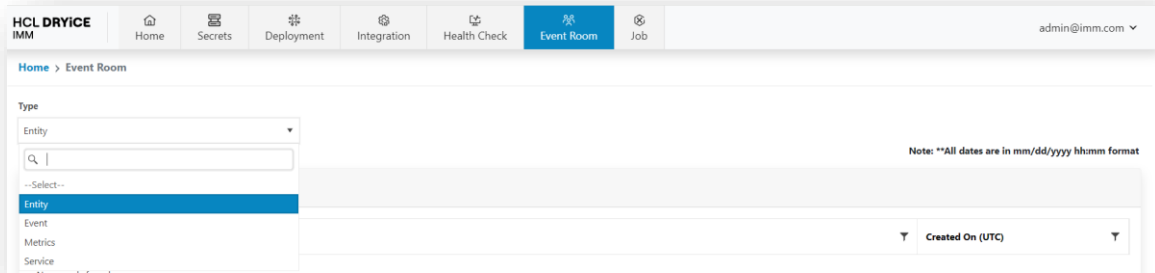 HCL DRYiCE
IMM
Home
Secrets
Deployment
Integration
Health Check
Event Room
Job
admin@imm.com
Home > Event Room
Type
Entity
Note: **All dates are in mm/dd/yyyy hh:mm format
--Select--
Entity
Event
Created On (UTC)
Metrics
Service